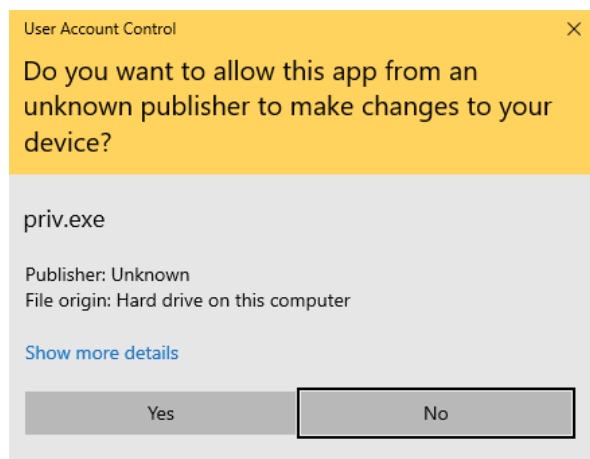 User Account Control
Do you want to allow this app from an
unknown publisher to make changes to your
device?
priv.exe
Publisher: Unknown
File origin: Hard drive on this computer
Show more details
Yes
No